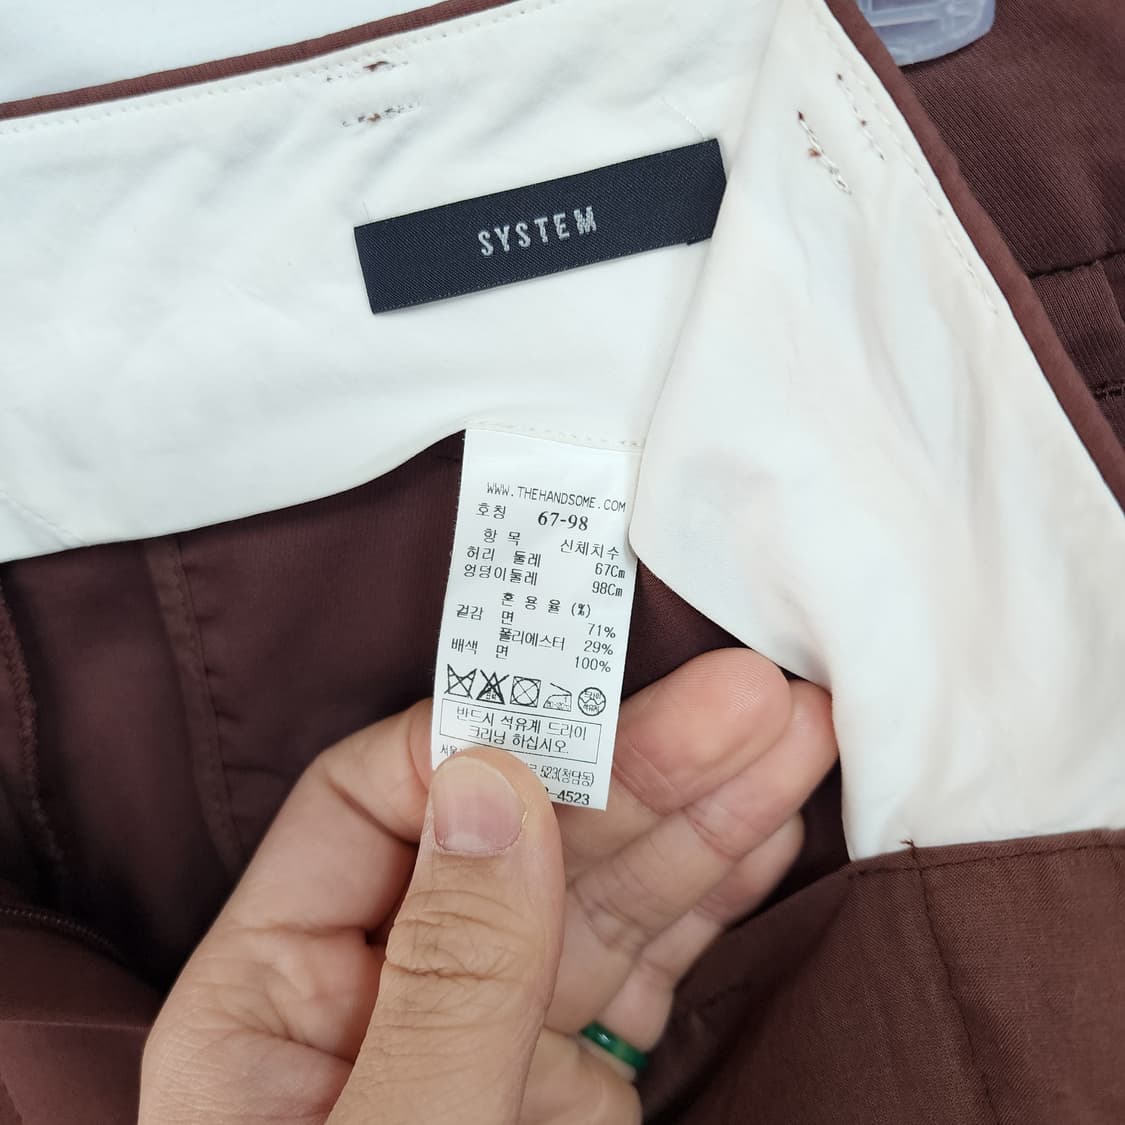 SYSTEM
WWW.THEHANDSOME.COM
호칭 67-98
항 목 신체치수
허리 둘레 67Cm
엉덩이둘레 98Cm
혼 용 율 (%)
겉감 면 71%
폴리에스터 29%
배색 면 100%
반드시 석유계 드라이
크리닝 하십시오.
523(청담동)
-4523